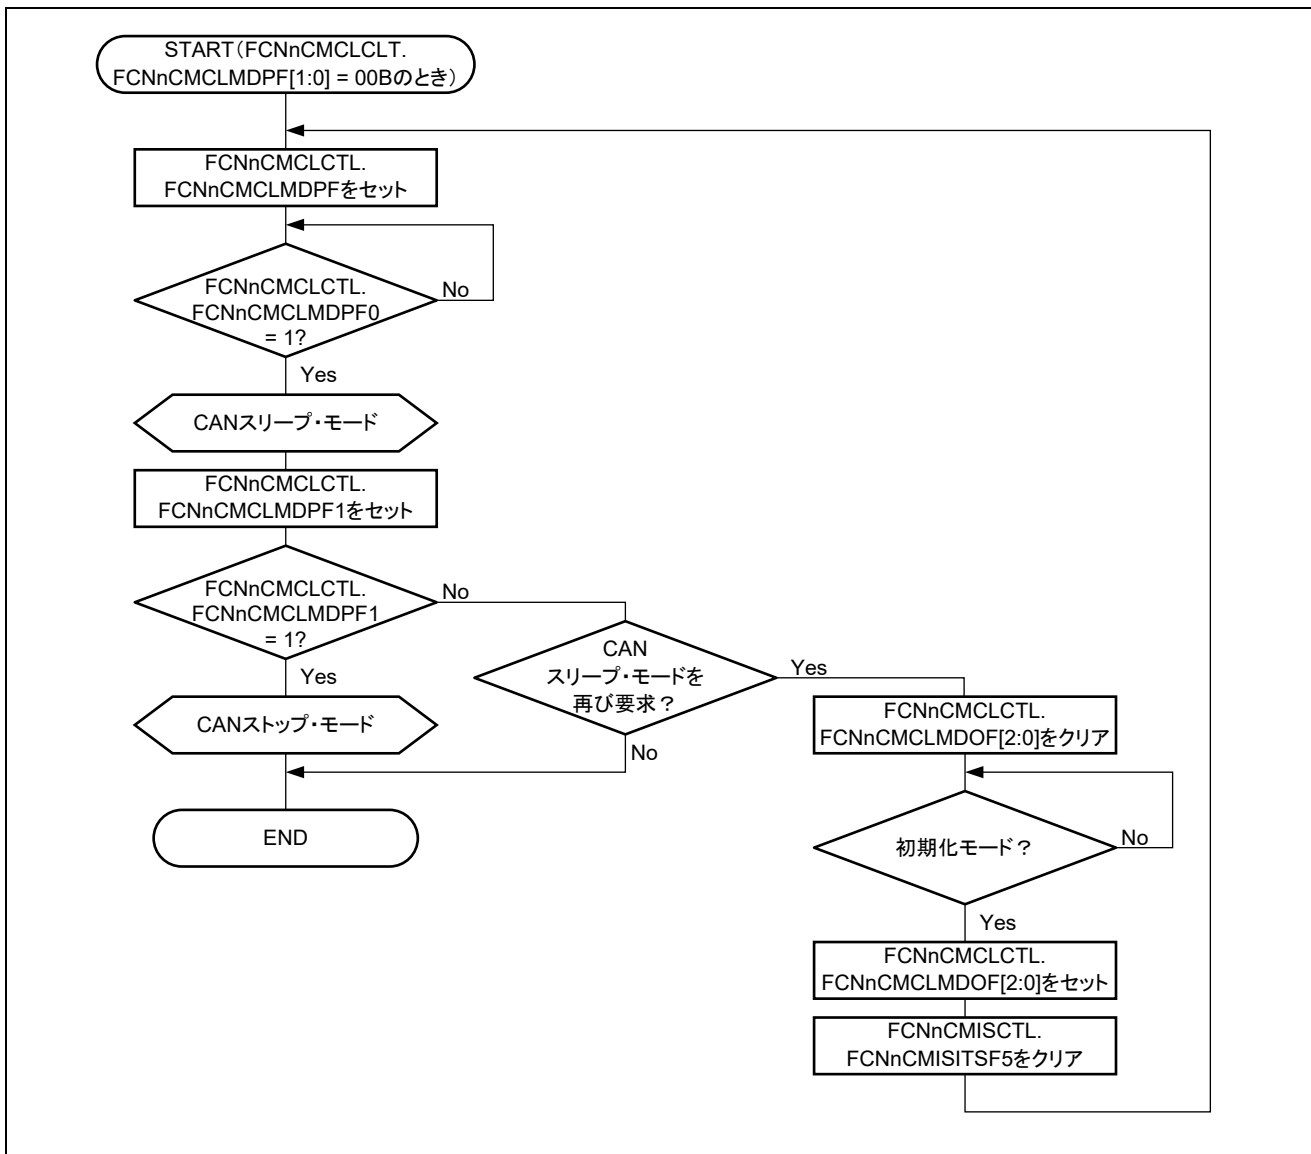 START（FCNnCMCLCLT.
FCNnCMCLMDPF[1:0] = 00Bのとき）
FCNnCMCLCTL.
FCNnCMCLMDPFをセット
FCNnCMCLCTL.
FCNnCMCLMDPF0
= 1?
No
Yes
CANスリープ・モード
FCNnCMCLCTL.
FCNnCMCLMDPF1をセット
FCNnCMCLCTL.
FCNnCMCLMDPF1
= 1?
No
Yes
CANストップ・モード
END
CAN
スリープ・モードを
再び要求？
Yes
No
FCNnCMCLCTL.
FCNnCMCLMDOF[2:0]をクリア
初期化モード？
No
Yes
FCNnCMCLCTL.
FCNnCMCLMDOF[2:0]をセット
FCNnCMISCTL.
FCNnCMISITSF5をクリア